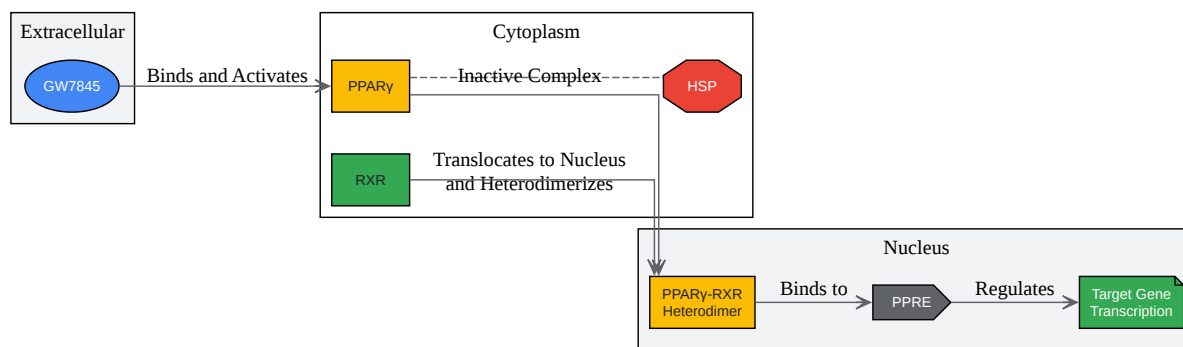 Extracellular
GW7845
Binds and Activates
Cytoplasm
PPARγ
Inactive Complex
HSP
RXR
Translocates to Nucleus
and Heterodimerizes
Nucleus
PPARγ-RXR
Heterodimer
Binds to
PPRE
Regulates
Target Gene
Transcription